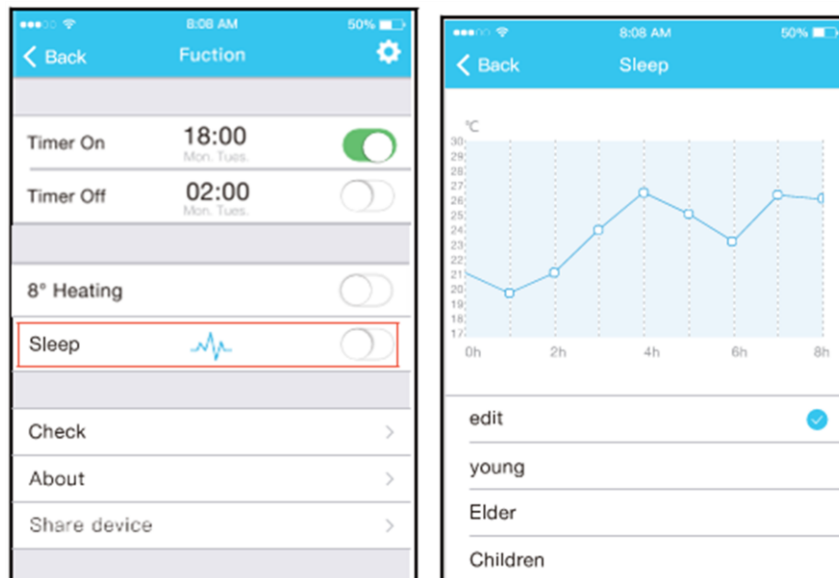 8:08 AM 50%
Back Fuction
Timer On 18:00
Mon. Tues.
Timer Off 02:00
Mon. Tues.
8° Heating
Sleep
Check
About
Share device
8:08 AM 50%
Back Sleep
℃
30
29
28
27
26
25
24
23
22
21
20
19
18
17
0h 2h 4h 6h 8h
edit
young
Elder
Children